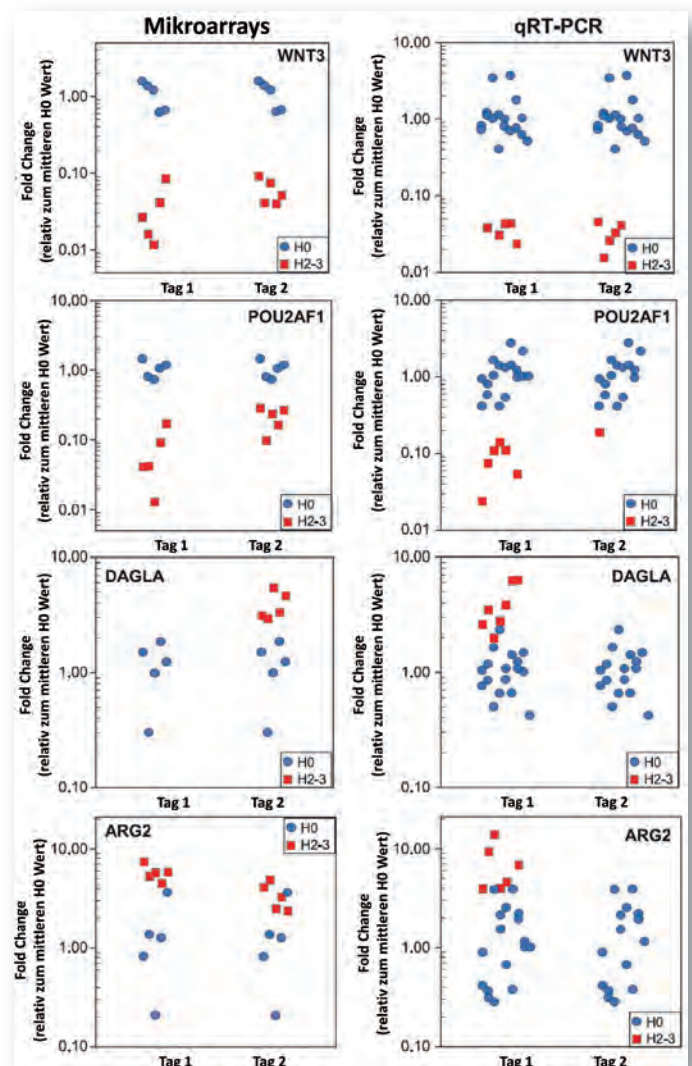 Mikroarrays
qRT-PCR
Fold Change
(relativ zum mittleren H0 Wert)
WNT3
1.00
0.10
0.01
H0
H2-3
Tag 1
Tag 2
Fold Change
(relativ zum mittleren H0 Wert)
10.00
WNT3
1.00
0.10
0.01
H0
H2-3
Tag 1
Tag 2
Fold Change
(relativ zum mittleren H0 Wert)
10.00
POU2AF1
1.00
0.10
0.01
H0
H2-3
Tag 1
Tag 2
Fold Change
(relativ zum mittleren H0 Wert)
10.00
POU2AF1
1.00
0.10
0.01
H0
H2-3
Tag 1
Tag 2
Fold Change
(relativ zum mittleren H0 Wert)
10.00
DAGLA
1.00
0.10
H0
H2-3
Tag 1
Tag 2
Fold Change
(relativ zum mittleren H0 Wert)
10.00
DAGLA
1.00
0.10
H0
H2-3
Tag 1
Tag 2
Fold Change
(relativ zum mittleren H0 Wert)
ARG2
H0
H2-3
10.00
1.00
0.10
Tag 1
Tag 2
Fold Change
(relativ zum mittleren H0 Wert)
ARG2
10.00
1.00
0.10
H0
H2-3
Tag 1
Tag 2